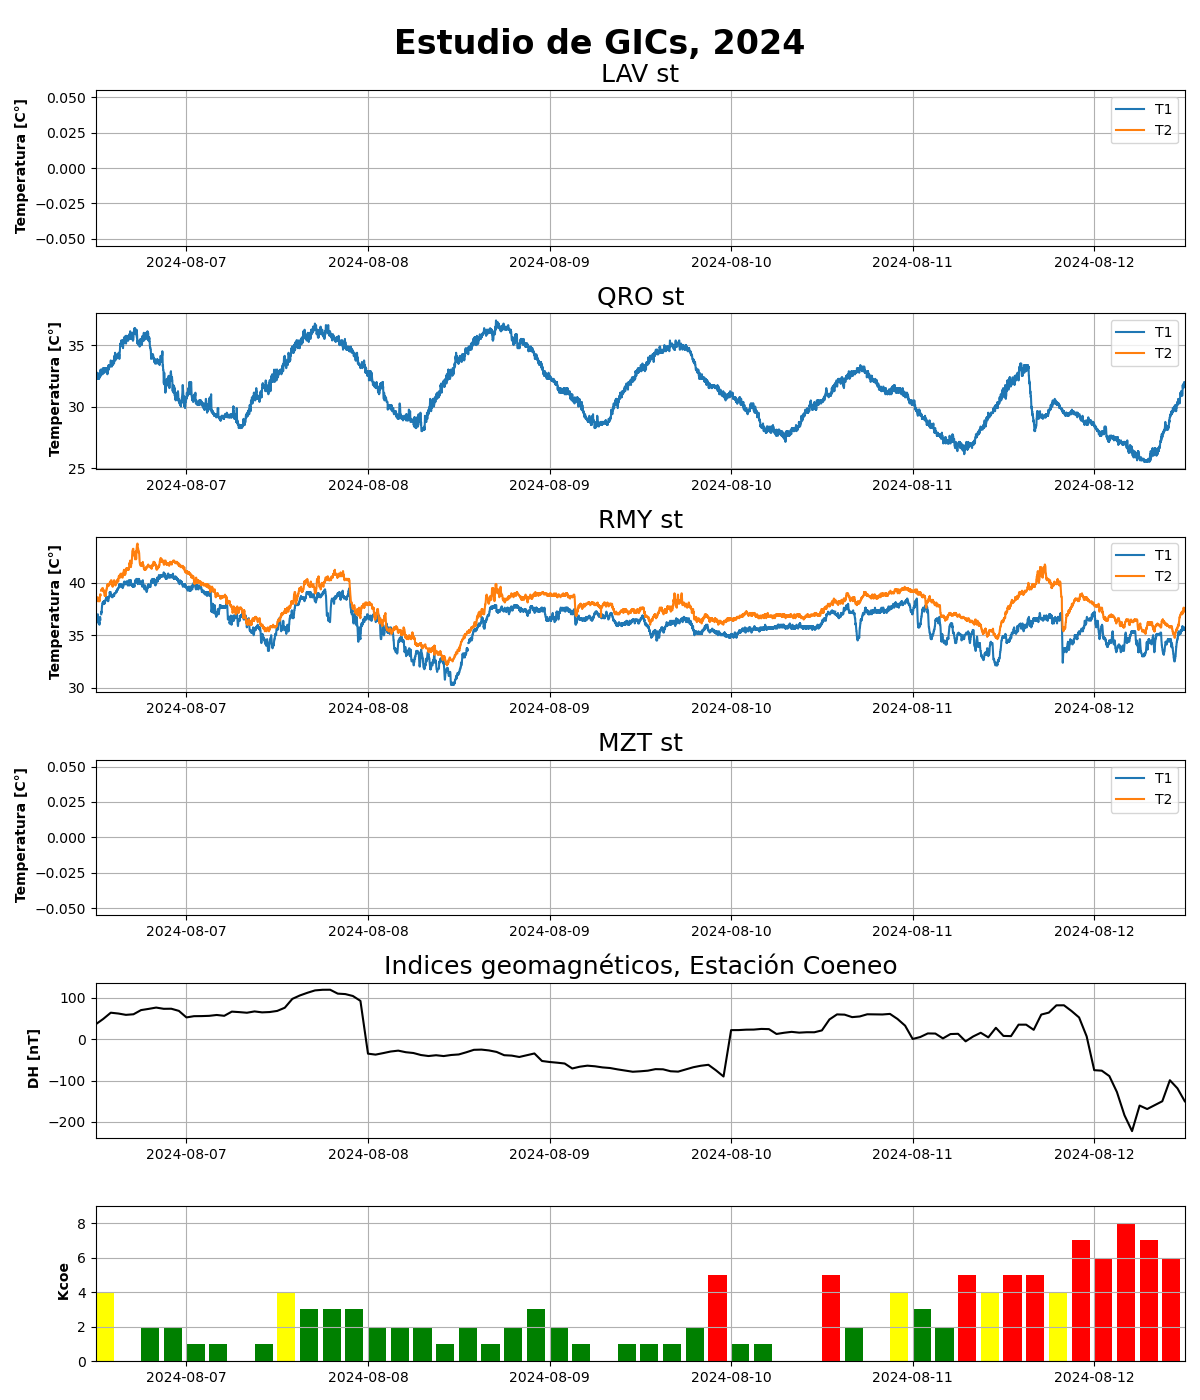 Estudio de GICs, 2024
LAV st
Temperatura [C°]
0.050
0.025
0.000
−0.025
−0.050
T1
T2
2024-08-07 2024-08-08 2024-08-09 2024-08-10 2024-08-11 2024-08-12
QRO st
Temperatura [C°]
35
30
25
T1
T2
2024-08-07 2024-08-08 2024-08-09 2024-08-10 2024-08-11 2024-08-12
RMY st
Temperatura [C°]
40
35
30
T1
T2
2024-08-07 2024-08-08 2024-08-09 2024-08-10 2024-08-11 2024-08-12
MZT st
Temperatura [C°]
0.050
0.025
0.000
−0.025
−0.050
T1
T2
2024-08-07 2024-08-08 2024-08-09 2024-08-10 2024-08-11 2024-08-12
Indices geomagnéticos, Estación Coeneo
DH [nT]
100
0
−100
−200
2024-08-07 2024-08-08 2024-08-09 2024-08-10 2024-08-11 2024-08-12
Kcoe
8
6
4
2
0
2024-08-07 2024-08-08 2024-08-09 2024-08-10 2024-08-11 2024-08-12